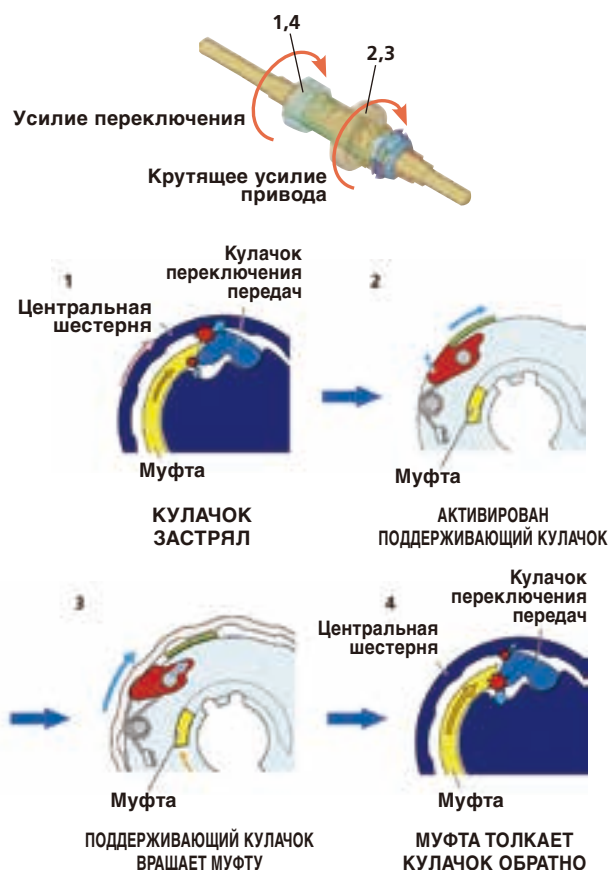 1,4
2,3
Усилие переключения
Крутящее усилие
привода
1
Кулачок
переключения
передач
Центральная
шестерня
Муфта
КУЛАЧОК
ЗАСТРЯЛ
2
Муфта
АКТИВИРОВАН
ПОДДЕРЖИВАЮЩИЙ КУЛАЧОК
3
Муфта
ПОДДЕРЖИВАЮЩИЙ КУЛАЧОК
ВРАЩАЕТ МУФТУ
4
Кулачок
переключения
передач
Центральная
шестерня
Муфта
МУФТА ТОЛКАЕТ
КУЛАЧОК ОБРАТНО